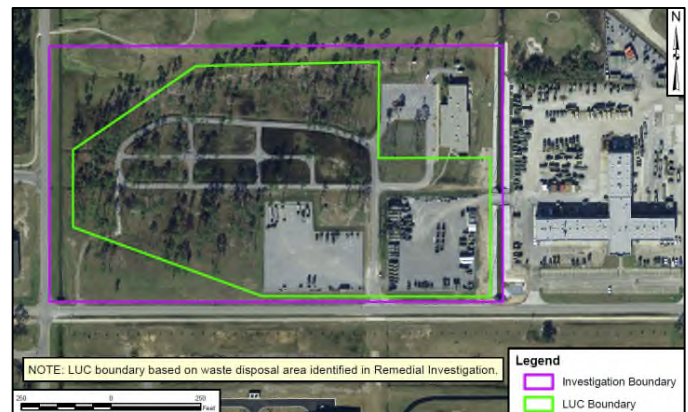 N
NOTE: LUC boundary based on waste disposal area identified in Remedial Investigation.
Legend
Investigation Boundary
LUC Boundary
250 0 250
Feet